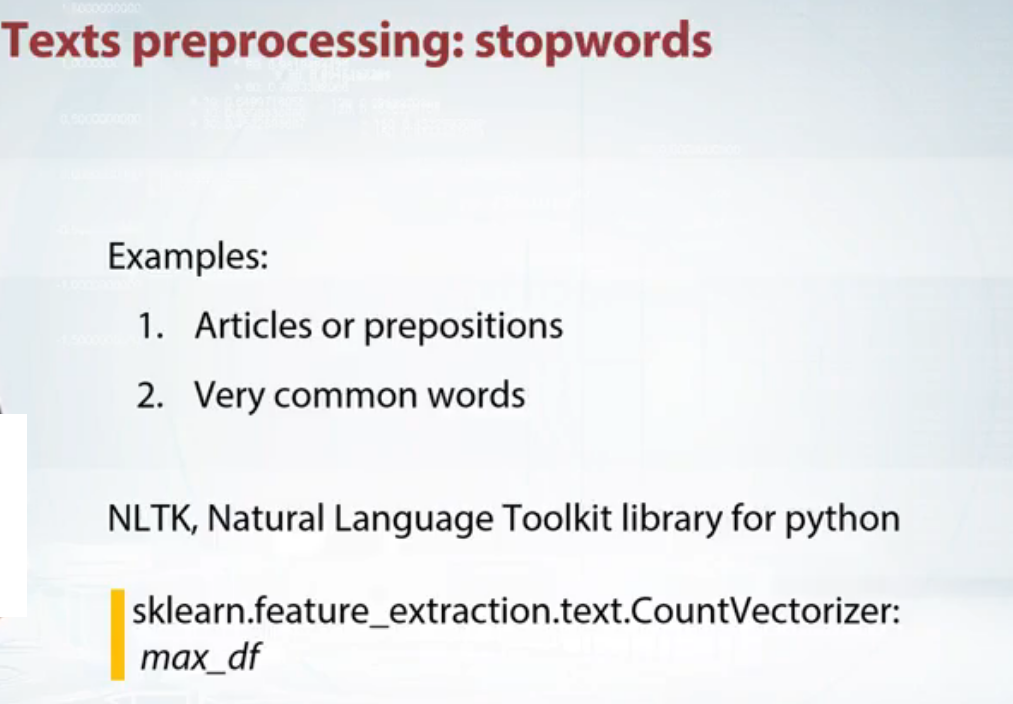 Texts preprocessing: stopwords
Examples:
1. Articles or prepositions
2. Very common words
NLTK, Natural Language Toolkit library for python
sklearn.feature_extraction.text.CountVectorizer:
max_df